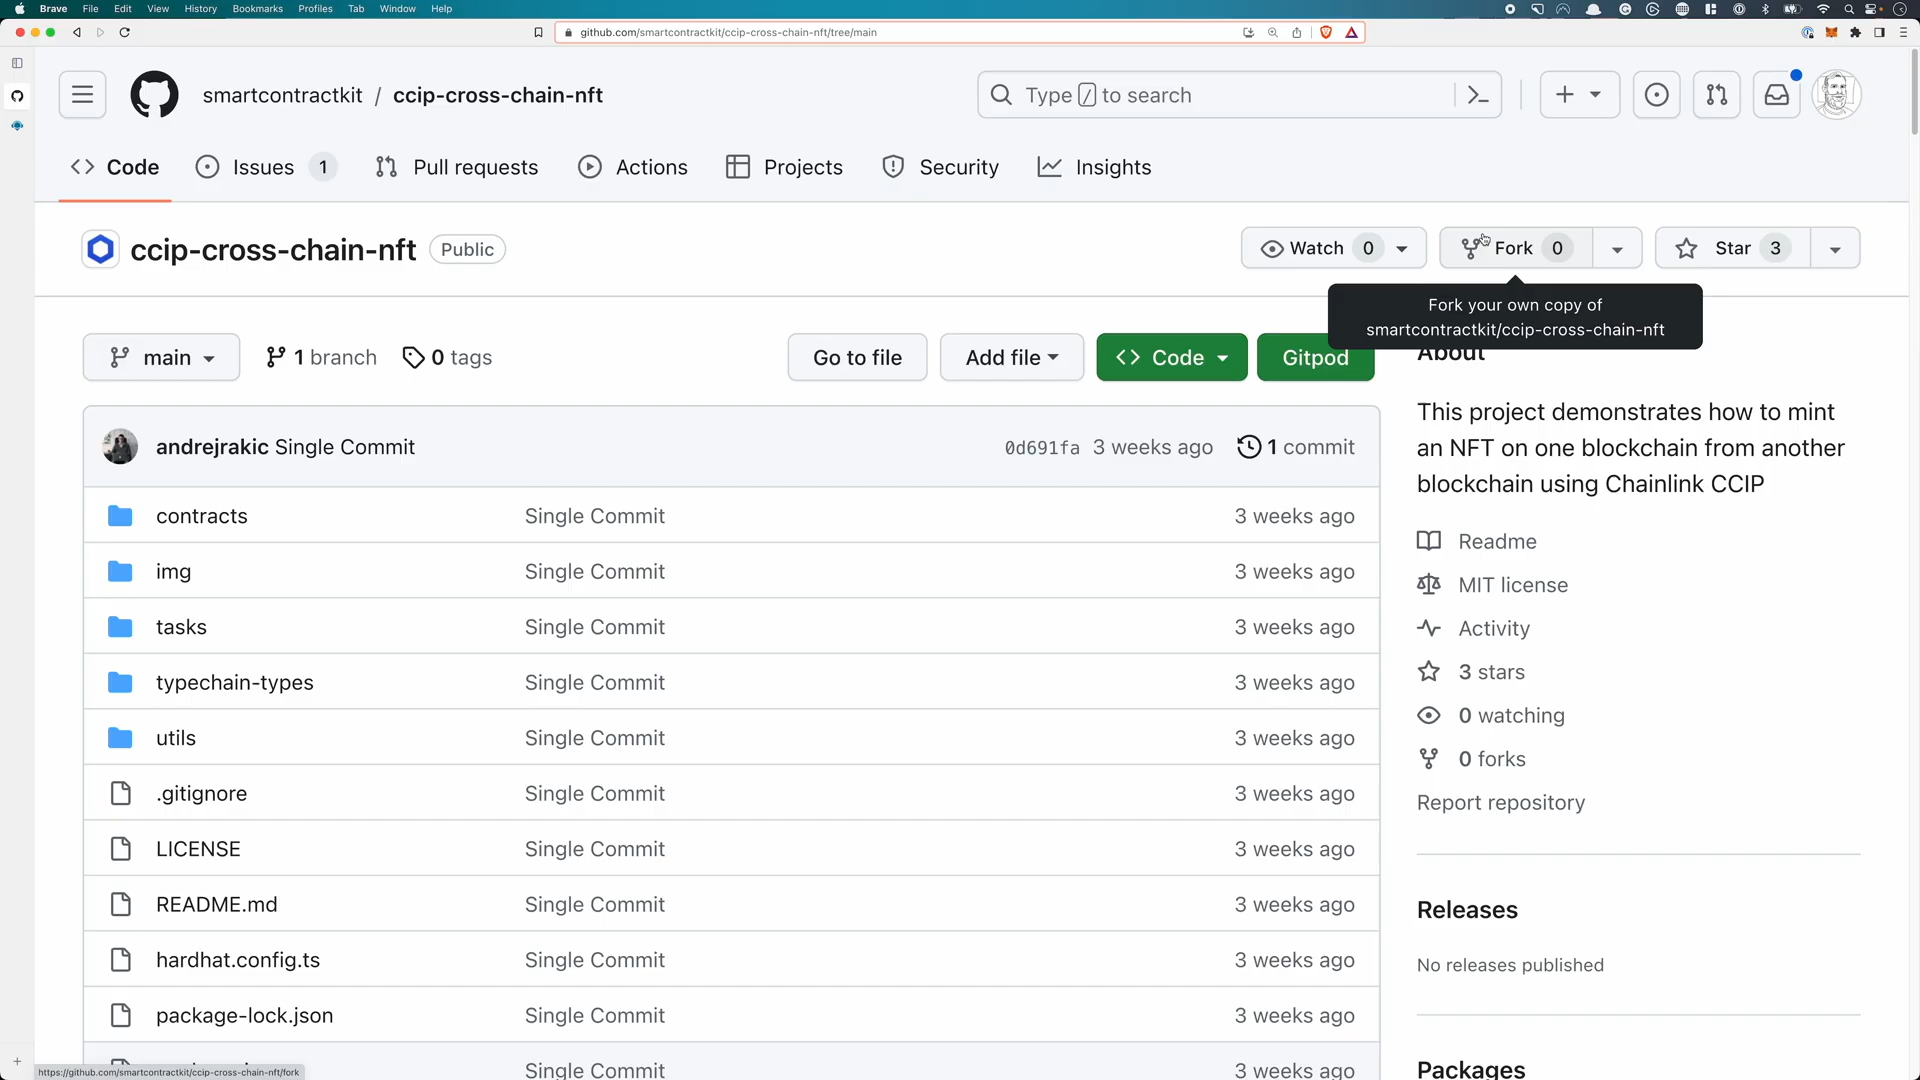 Brave File Edit View History Bookmarks Profiles Tab Window Help
github.com/smartcontractkit/ccip-cross-chain-nft/tree/main
smartcontractkit / ccip-cross-chain-nft
Type / to search
Code
Issues 1
Pull requests
Actions
Projects
Security
Insights
ccip-cross-chain-nft Public
Watch 0
Fork 0
Star 3
Fork your own copy of
smartcontractkit/ccip-cross-chain-nft
main
1 branch
0 tags
Go to file
Add file
Code
Gitpod
About
This project demonstrates how to mint
an NFT on one blockchain from another
blockchain using Chainlink CCIP
Readme
MIT license
Activity
3 stars
0 watching
0 forks
Report repository
Releases
No releases published
Packages
andrejrakic Single Commit 0d691fa 3 weeks ago 1 commit
contracts Single Commit 3 weeks ago
img Single Commit 3 weeks ago
tasks Single Commit 3 weeks ago
typechain-types Single Commit 3 weeks ago
utils Single Commit 3 weeks ago
.gitignore Single Commit 3 weeks ago
LICENSE Single Commit 3 weeks ago
README.md Single Commit 3 weeks ago
hardhat.config.ts Single Commit 3 weeks ago
package-lock.json Single Commit 3 weeks ago
Single Commit 3 weeks ago
https://github.com/smartcontractkit/ccip-cross-chain-nft/fork